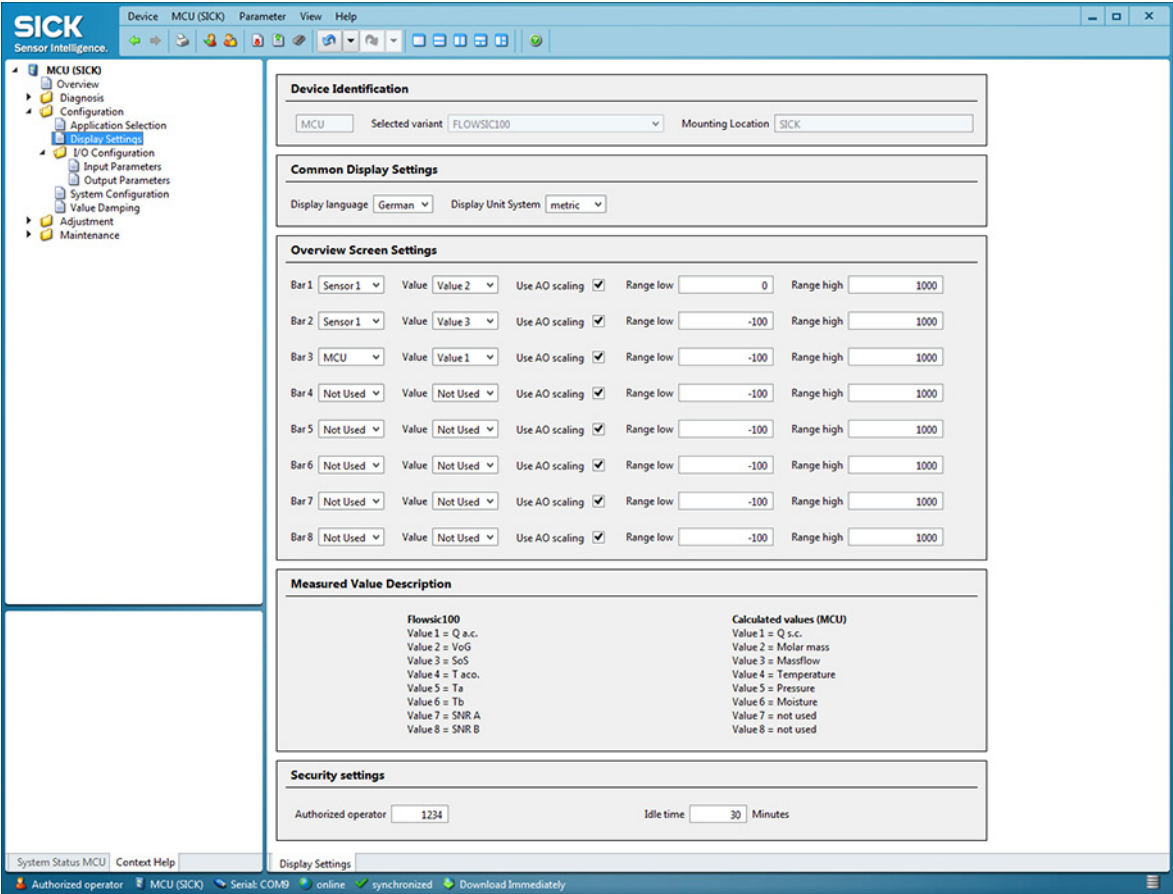 SICK
Sensor Intelligence.
Device MCU (SICK) Parameter View Help
MCU (SICK)
Overview
Diagnosis
Configuration
Application Selection
Display Settings
I/O Configuration
Input Parameters
Output Parameters
System Configuration
Value Damping
Adjustment
Maintenance
Device Identification
MCU Selected variant FLOWSIC100 Mounting Location SICK
Common Display Settings
Display language German Display Unit System metric
Overview Screen Settings
Bar 1 Sensor 1 Value Value 2 Use AO scaling Range low 0 Range high 1000
Bar 2 Sensor 1 Value Value 3 Use AO scaling Range low -100 Range high 1000
Bar 3 MCU Value Value 1 Use AO scaling Range low -100 Range high 1000
Bar 4 Not Used Value Not Used Use AO scaling Range low -100 Range high 1000
Bar 5 Not Used Value Not Used Use AO scaling Range low -100 Range high 1000
Bar 6 Not Used Value Not Used Use AO scaling Range low -100 Range high 1000
Bar 7 Not Used Value Not Used Use AO scaling Range low -100 Range high 1000
Bar 8 Not Used Value Not Used Use AO scaling Range low -100 Range high 1000
Measured Value Description
Flowsic100
Value 1 = Q a.c.
Value 2 = VoG
Value 3 = SoS
Value 4 = T aco.
Value 5 = Ta
Value 6 = Tb
Value 7 = SNR A
Value 8 = SNR B
Calculated values (MCU)
Value 1 = Q s.c.
Value 2 = Molar mass
Value 3 = Massflow
Value 4 = Temperature
Value 5 = Pressure
Value 6 = Moisture
Value 7 = not used
Value 8 = not used
Security settings
Authorized operator 1234 Idle time 30 Minutes
System Status MCU Context Help
Display Settings
Authorized operator MCU (SICK) Serial: COM9 online synchronized Download Immediately